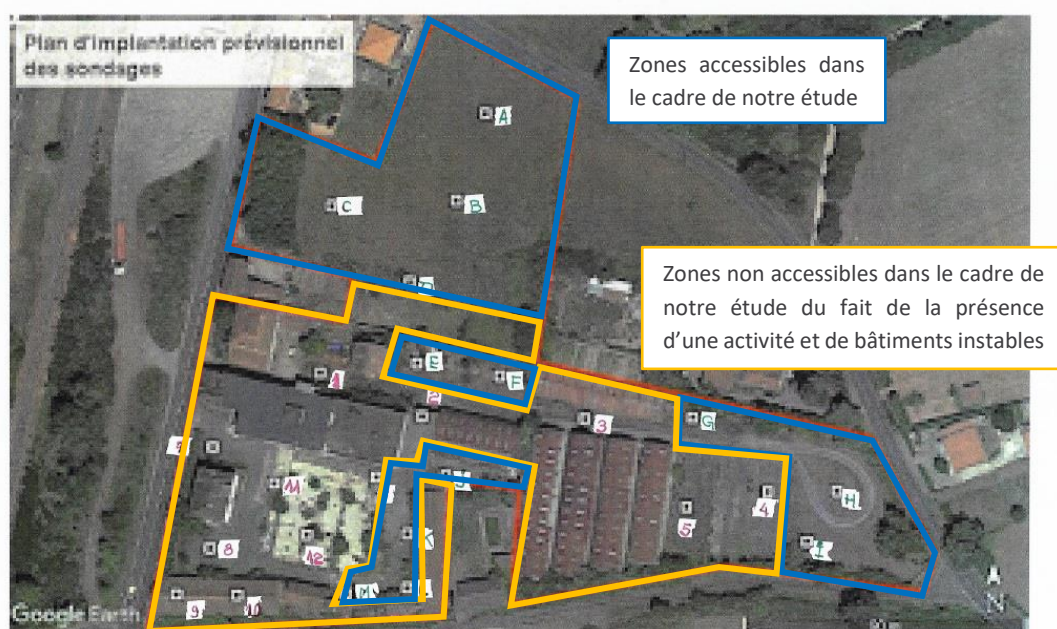 Plan d'implantation prévisionnel
des sondages
Zones accessibles dans
le cadre de notre étude
A
C
B
Zones non accessibles dans le cadre de
notre étude du fait de la présence
d'une activité et de bâtiments instables
E
F
1
2
3
G
11
4
H
5
K
8
12
I
M
9
10
Google Earth